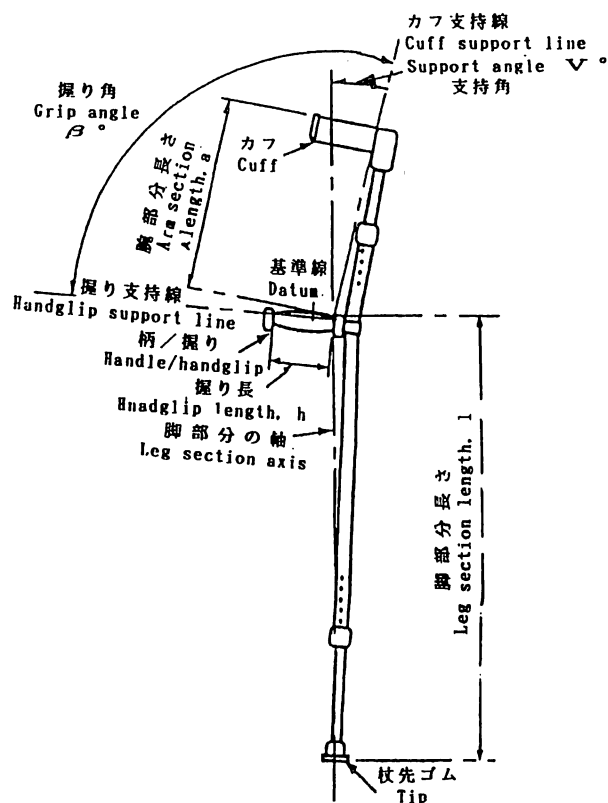 カフ支持線
Cuff support line
Support angle V°
支持角
握り角
Grip angle
β°
カフ
Cuff
腕部分長さ
Arm section
length, a
基準線
Datum.
握り支持線
Handglip support line
柄/握り
Handle/handglip
握り長
Hnadglip length, h
脚部分の軸
Leg section axis
脚部分長さ
Leg section length, l
杖先ゴム
Tip